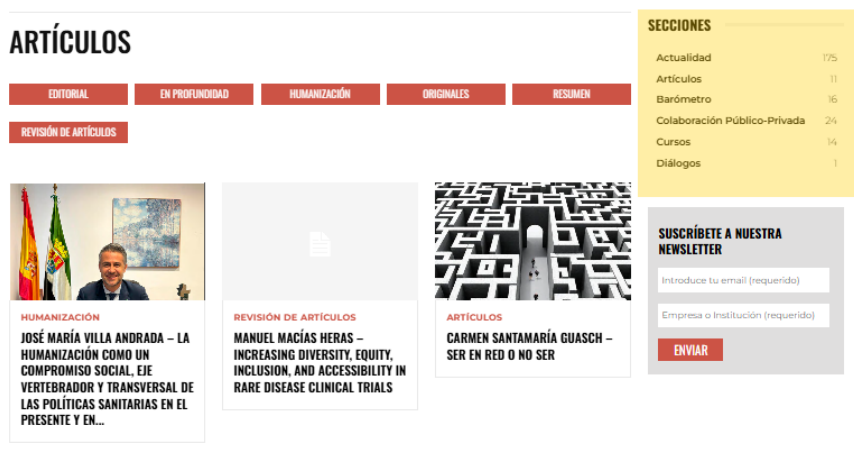 ARTÍCULOS
EDITORIAL
EN PROFUNDIDAD
HUMANIZACIÓN
ORIGINALES
RESUMEN
REVISIÓN DE ARTÍCULOS
HUMANIZACIÓN
JOSÉ MARÍA VILLA ANDRADA – LA
HUMANIZACIÓN COMO UN
COMPROMISO SOCIAL, EJE
VERTEBRADOR Y TRANSVERSAL DE
LAS POLÍTICAS SANITARIAS EN EL
PRESENTE Y EN...
REVISIÓN DE ARTÍCULOS
MANUEL MACÍAS HERAS –
INCREASING DIVERSITY, EQUITY,
INCLUSION, AND ACCESSIBILITY IN
RARE DISEASE CLINICAL TRIALS
ARTÍCULOS
CARMEN SANTAMARÍA GUASCH –
SER EN RED O NO SER
SECCIONES
Actualidad 175
Artículos 11
Barómetro 16
Colaboración Público-Privada 24
Cursos 14
Diálogos 1
SUSCRÍBETE A NUESTRA
NEWSLETTER
Introduce tu email (requerido)
Empresa o Institución (requerido)
ENVIAR